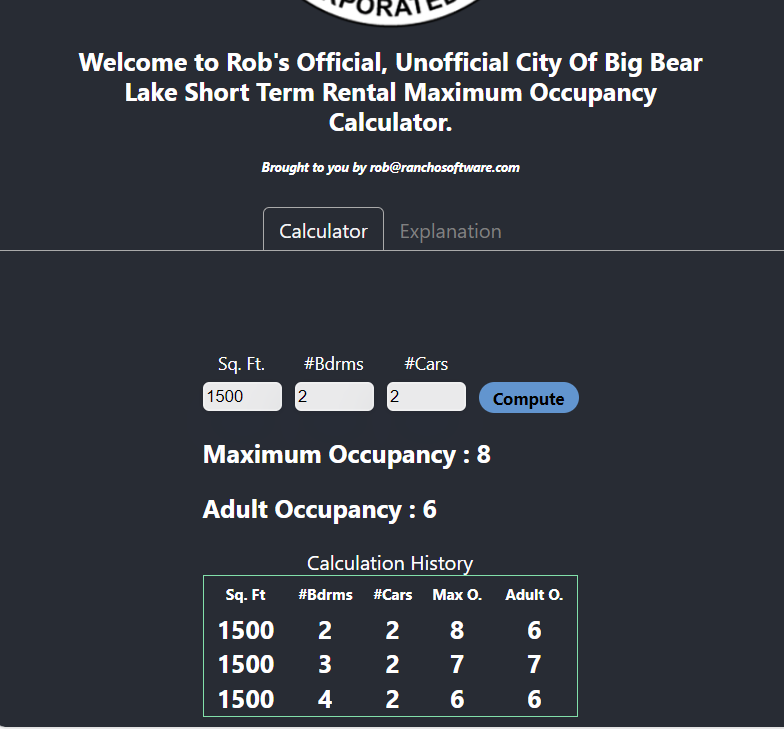 Welcome to Rob's Official, Unofficial City Of Big Bear
Lake Short Term Rental Maximum Occupancy
Calculator.
Brought to you by rob@ranchosoftware.com
Calculator Explanation
Sq. Ft. #Bdrms #Cars
1500 2 2 Compute
Maximum Occupancy : 8
Adult Occupancy : 6
Calculation History
Sq. Ft #Bdrms #Cars Max O. Adult O.
1500 2 2 8 6
1500 3 2 7 7
1500 4 2 6 6